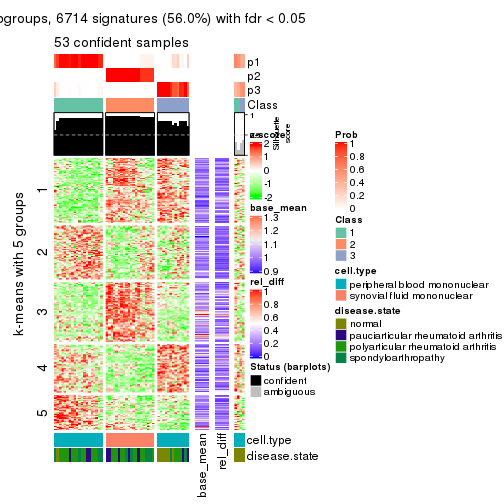 ogroups, 6714 signatures (56.0%) with fdr < 0.05
53 confident samples
p1
p2
p3
Class
1
Silhouette
score
k-means with 5 groups
1
2
3
4
5
z-score
2
1
0
-1
-2
base_mean
1.3
1.2
1.1
1
0.9
rel_diff
1
0.8
0.6
0.4
0.2
0
Status (barplots)
confident
ambiguous
Prob
1
0.8
0.6
0.4
0.2
0
Class
1
2
3
cell.type
peripheral blood mononuclear
synovial fluid mononuclear
disease.state
normal
pauciarticular rheumatoid arthritis
polyarticular rheumatoid arthritis
spondyloarthropathy
cell.type
disease.state
base_mean
rel_diff